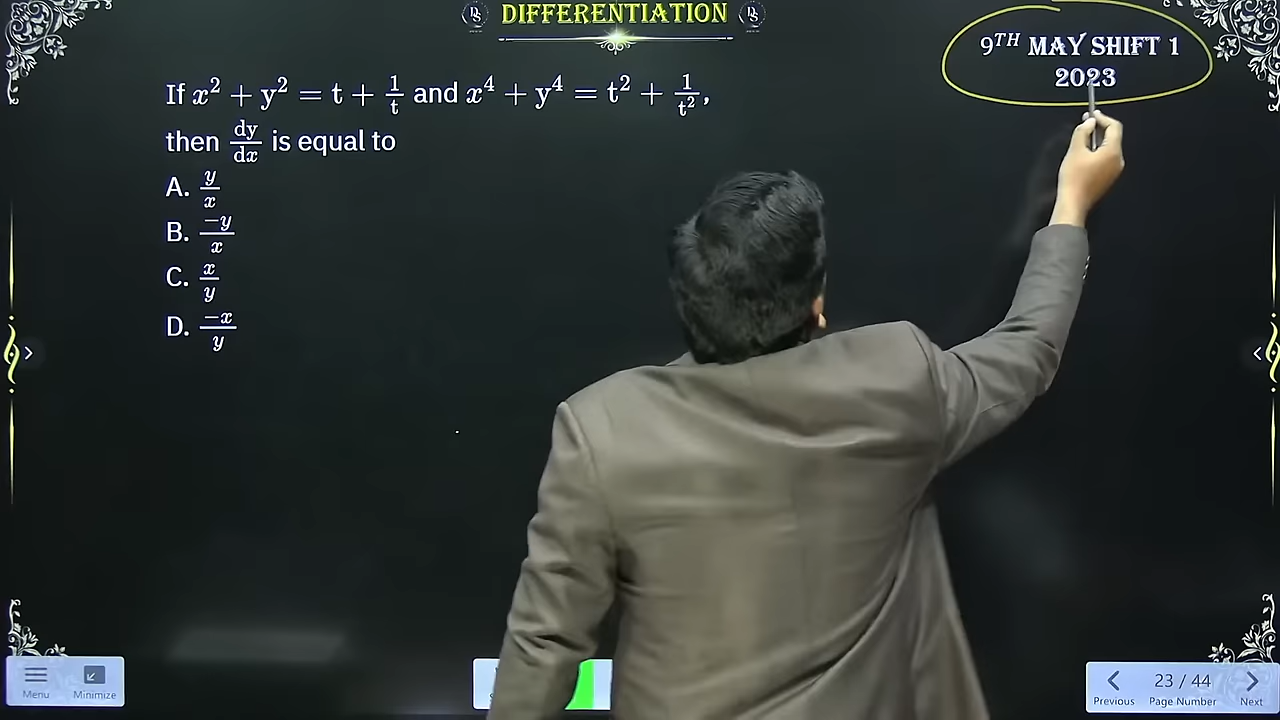 DIFFERENTIATION
9TH MAY SHIFT 1
2023
If x² + y² = t + 1/t and x⁴ + y⁴ = t² + 1/t²,
then dy/dx is equal to
A. y/x
B. −y/x
C. x/y
D. −x/y
Menu
Minimize
Previous
23 / 44
Page Number
Next